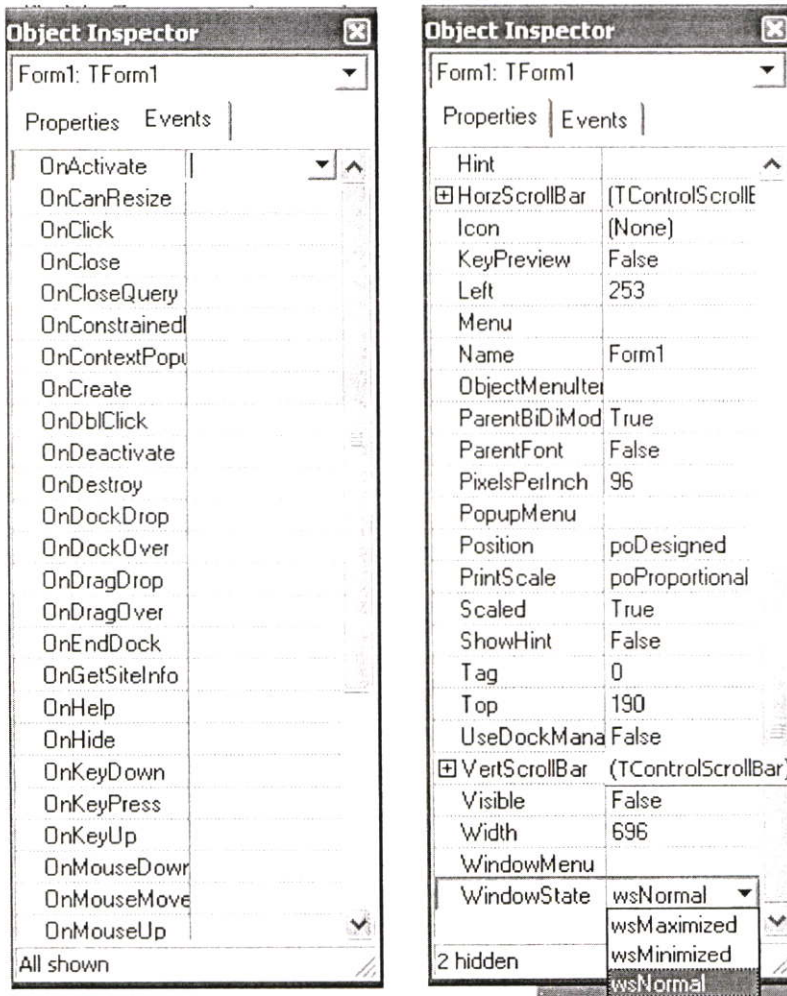 Object Inspector
Form1: TForm1
Properties Events
OnActivate
OnCanResize
OnClick
OnClose
OnCloseQuery
OnConstrainedI
OnContextPopu
OnCreate
OnDblClick
OnDeactivate
OnDestroy
OnDockDrop
OnDockOver
OnDragDrop
OnDragOver
OnEndDock
OnGetSiteInfo
OnHelp
OnHide
OnKeyDown
OnKeyPress
OnKeyUp
OnMouseDown
OnMouseMove
OnMouseUp
All shown
Object Inspector
Form1: TForm1
Properties Events
Hint
HorzScrollBar (TControlScrollB
Icon (None)
KeyPreview False
Left 253
Menu
Name Form1
ObjectMenuItei
ParentBiDiMod True
ParentFont False
PixelsPerInch 96
PopupMenu
Position poDesigned
PrintScale poProportional
Scaled True
ShowHint False
Tag 0
Top 190
UseDockMana False
VertScrollBar (TControlScrollBar)
Visible False
Width 696
WindowMenu
WindowState wsNormal
wsMaximized
wsMinimized
wsNormal
2 hidden